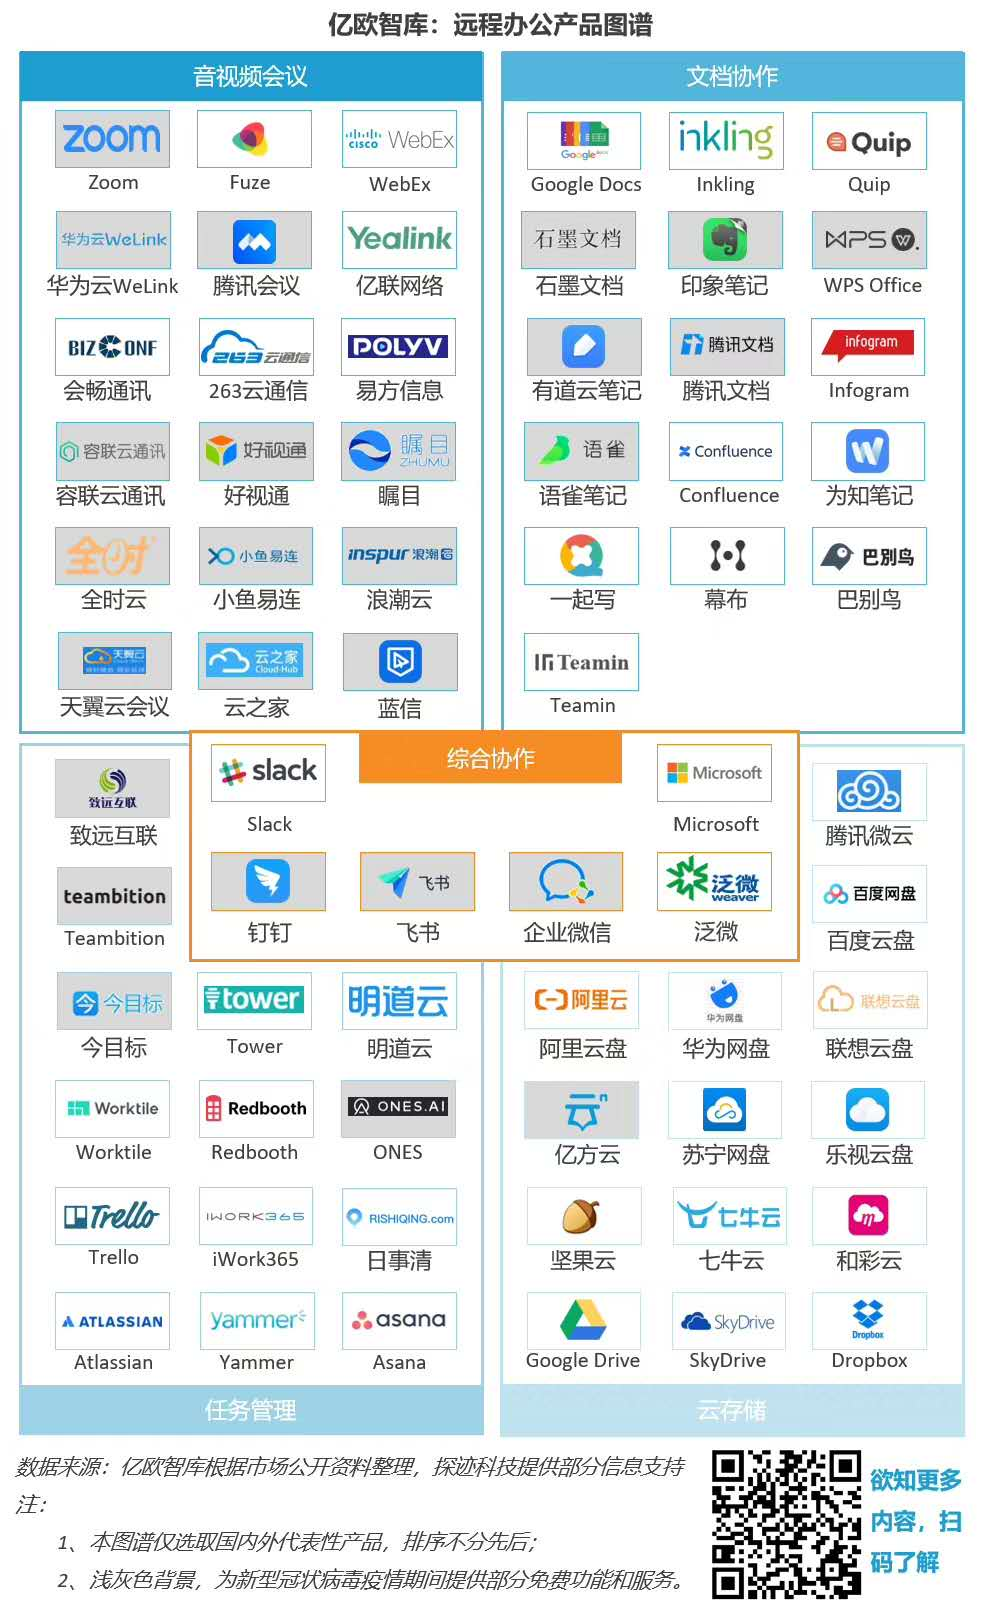 亿欧智库：远程办公产品图谱
音视频会议
zoom
Zoom
Fuze
CISCO WebEx
WebEx
华为云WeLink
华为云WeLink
腾讯会议
Yealink
亿联网络
BIZCONF
会畅通讯
263云通信
263云通信
POLYV
易方信息
容联云通讯
容联云通讯
好视通
好视通
瞩目
ZHUMU
瞩目
全时
全时云
小鱼易连
小鱼易连
inspur 浪潮云
浪潮云
天翼云
天翼云会议
云之家
Cloud-Hub
云之家
蓝信
文档协作
Google Docs
Google Docs
inkling
Inkling
Quip
Quip
石墨文档
石墨文档
印象笔记
WPS W.
WPS Office
有道云笔记
腾讯文档
腾讯文档
infogram
Infogram
语雀
语雀笔记
Confluence
Confluence
为知笔记
一起写
幕布
巴别鸟
巴别鸟
Teamin
Teamin
综合协作
slack
Slack
Microsoft
Microsoft
钉钉
飞书
飞书
企业微信
泛微
weaver
泛微
致远互联
致远互联
teambition
Teambition
今 今目标
今目标
tower
Tower
明道云
明道云
Worktile
Worktile
Redbooth
Redbooth
ONES.AI
ONES
Trello
Trello
IWORK365
iWork365
RISHIQING.com
日事清
ATLASSIAN
Atlassian
yammer
Yammer
asana
Asana
任务管理
腾讯微云
百度网盘
百度云盘
阿里云
阿里云盘
华为网盘
华为网盘
联想云盘
联想云盘
亿方云
苏宁网盘
乐视云盘
坚果云
七牛云
七牛云
m
和彩云
Google Drive
SkyDrive
SkyDrive
Dropbox
Dropbox
云存储
数据来源：亿欧智库根据市场公开资料整理，探迹科技提供部分信息支持
注：
1、本图谱仅选取国内外代表性产品，排序不分先后；
2、浅灰色背景，为新型冠状病毒疫情期间提供部分免费功能和服务。
欲知更多
内容，扫
码了解